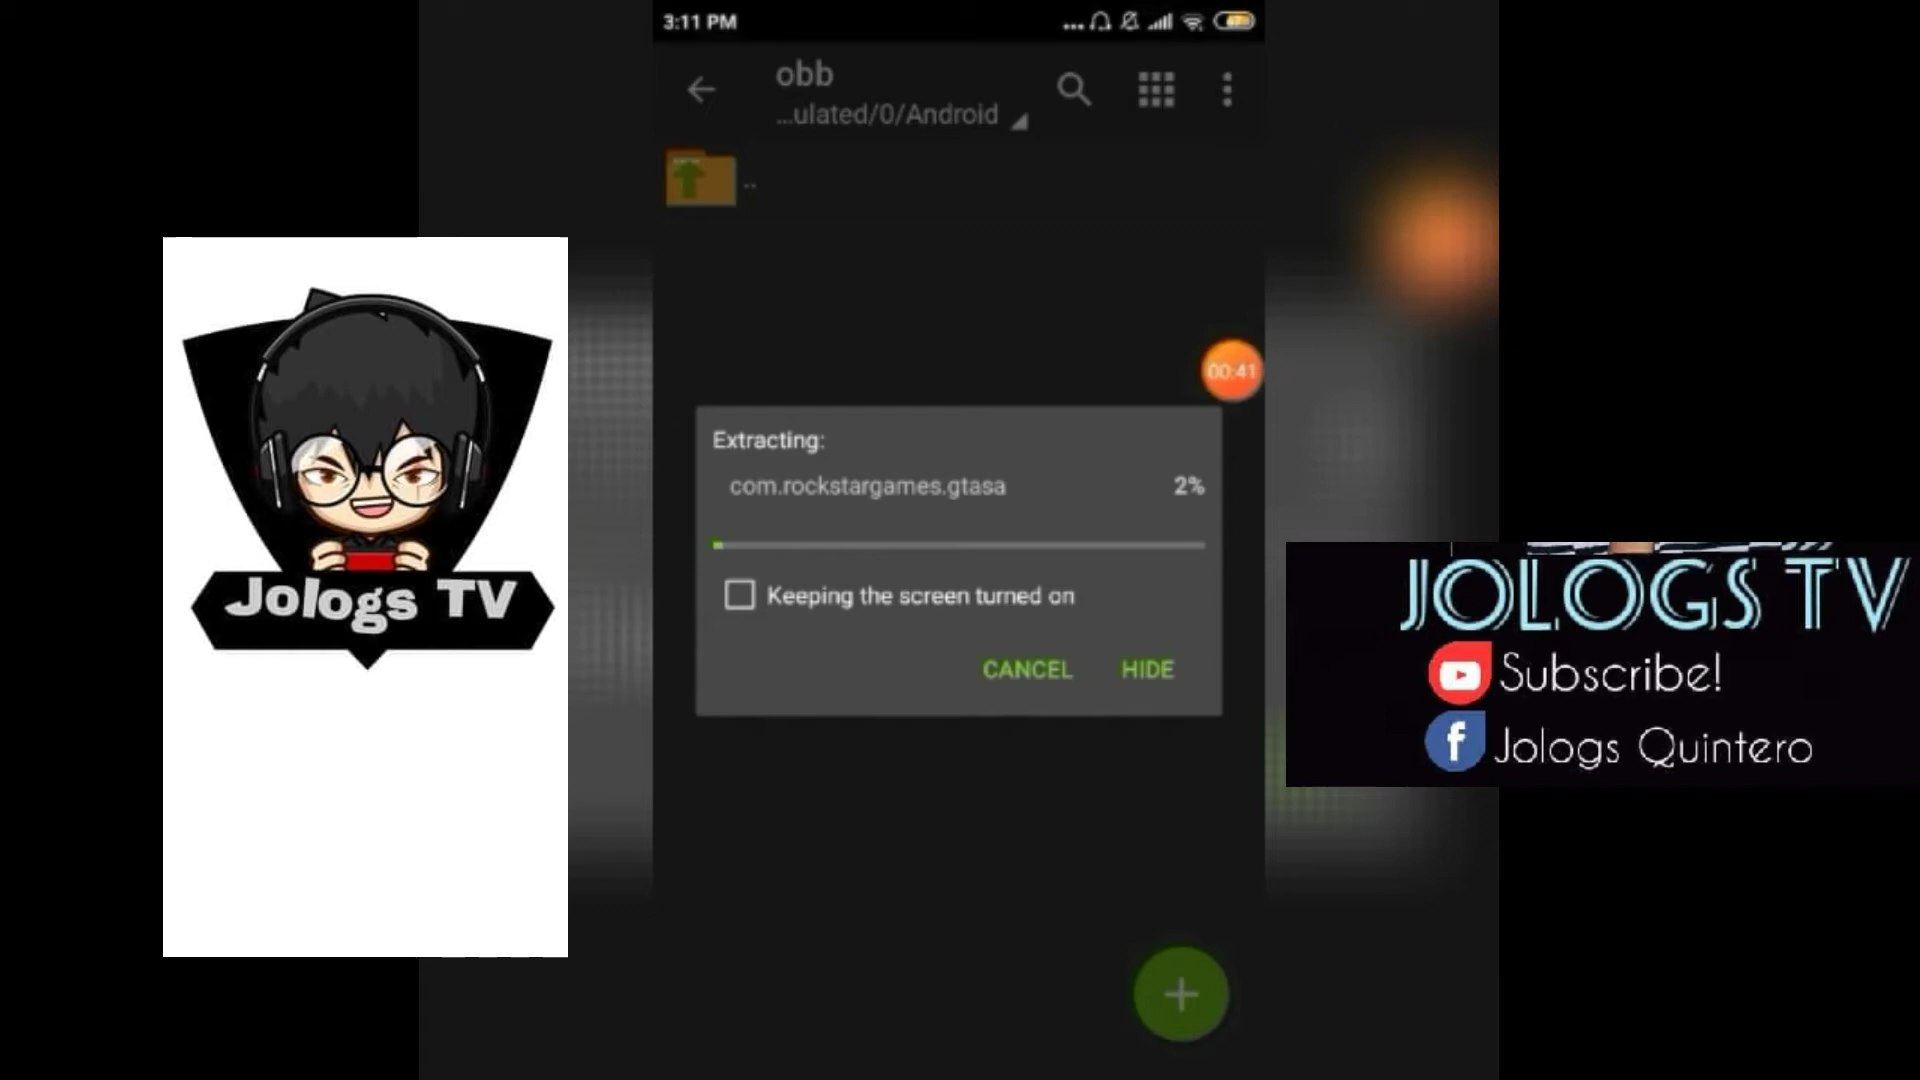 3:11 PM
obb
...ulated/0/Android
..
00:41
Extracting:
com.rockstargames.gtasa
2%
Keeping the screen turned on
CANCEL
HIDE
Jologs TV
JOLOGS TV
Subscribe!
Jologs Quintero